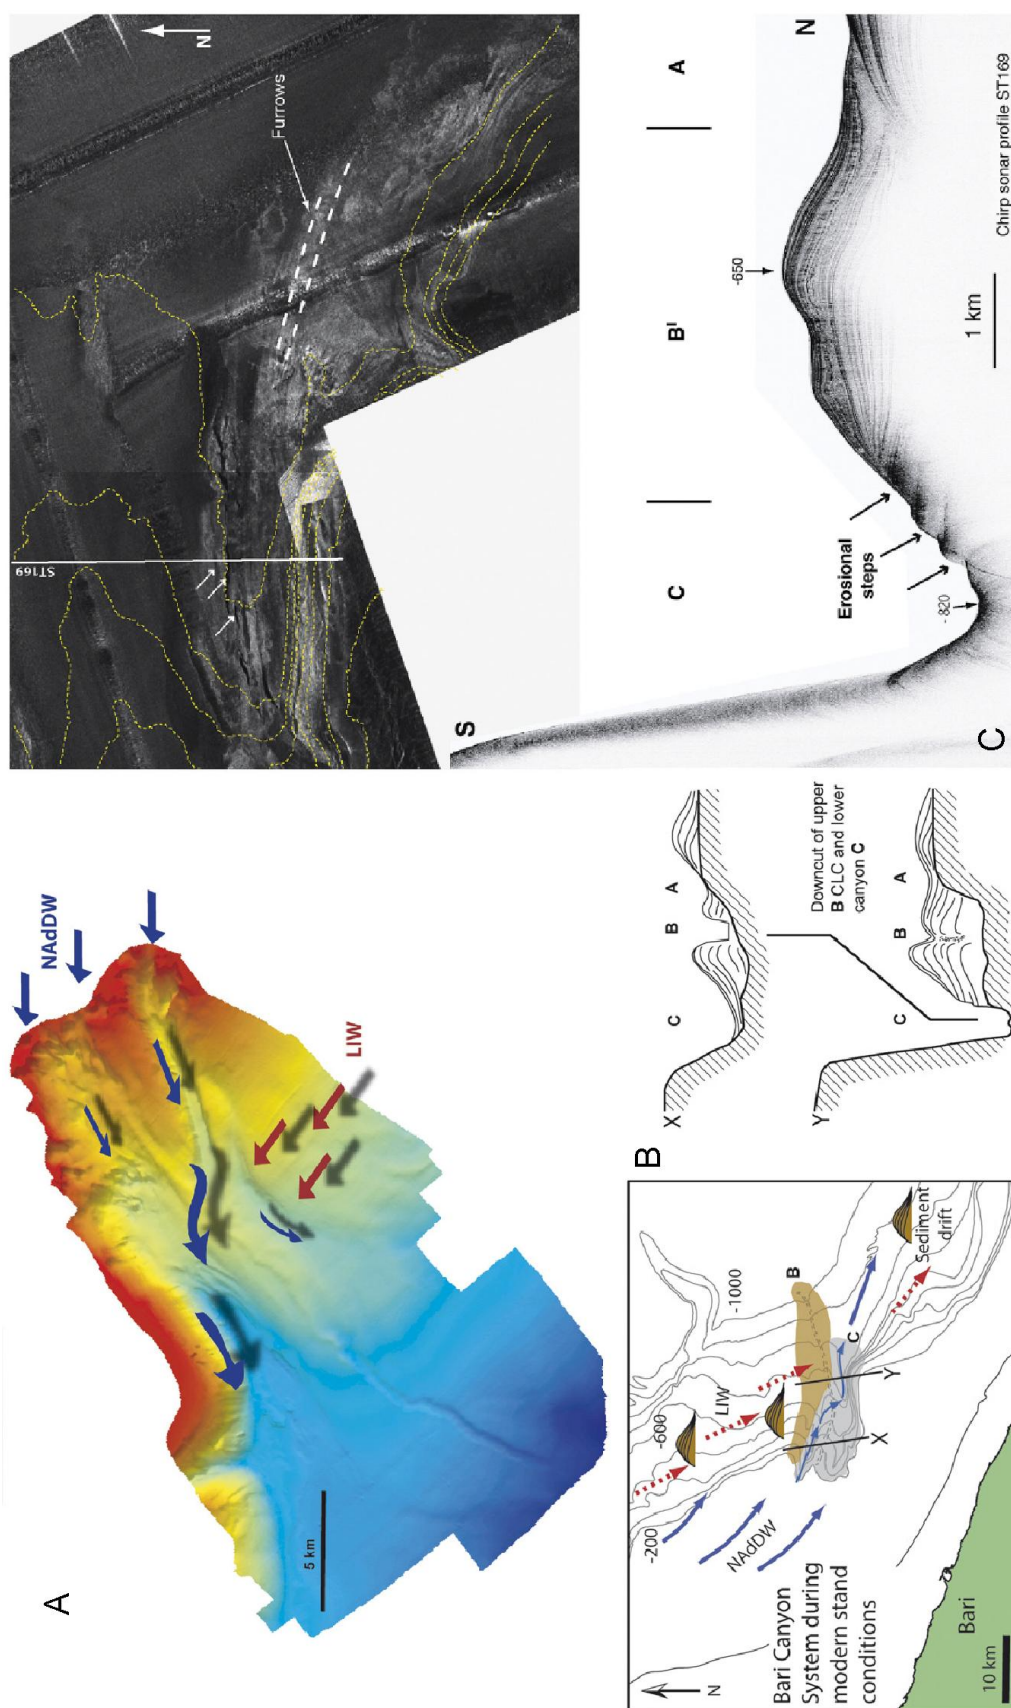 A
NAdDW
LIW
5 km
N
Furrows
ST169
B
Bari Canyon
System during
modern stand
conditions
N
-200
-600
-1000
LIW
NAdDW
B
C
X
Y
Sediment
drift
Bari
10 km
X
C
B
A
Downcut of upper
B CLC and lower
canyon C
Y
C
B
A
C
S
N
C
B'
A
-820
-650
Erosional
steps
1 km
Chirp sonar profile ST169